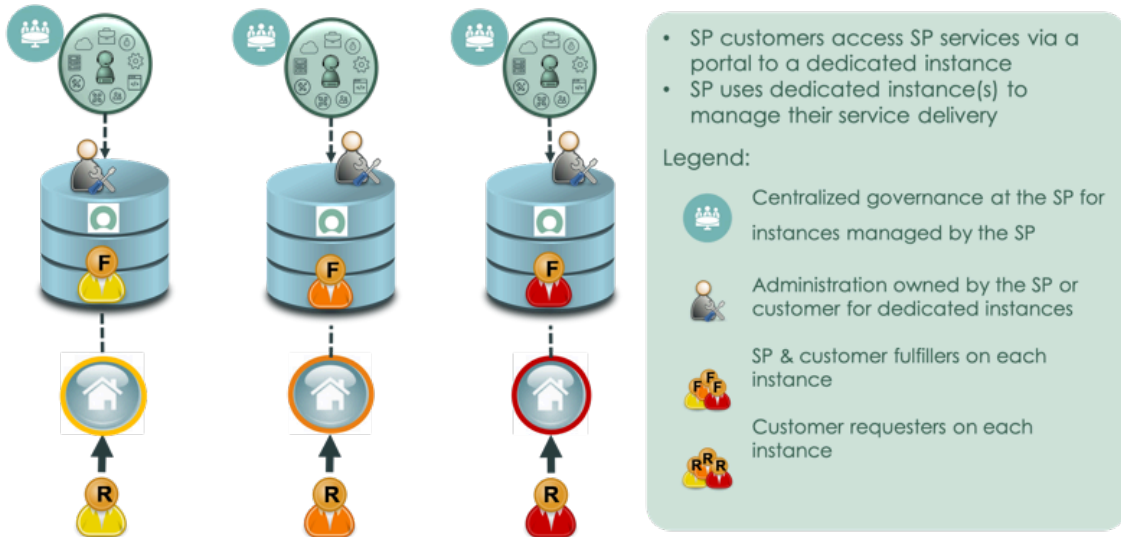 • SP customers access SP services via a
portal to a dedicated instance
• SP uses dedicated instance(s) to
manage their service delivery
Legend:
Centralized governance at the SP for
instances managed by the SP
Administration owned by the SP or
customer for dedicated instances
F
F F
SP & customer fulfillers on each
instance
R
R R
Customer requesters on each
instance
F
F
F
R
R
R